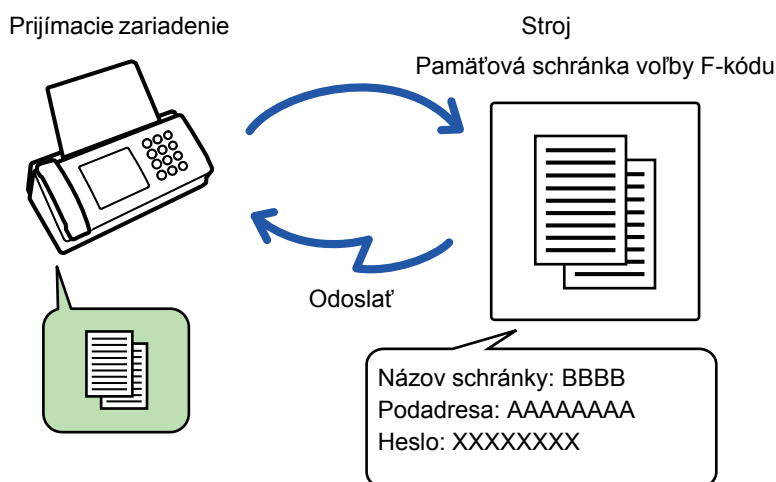 Prijímacie zariadenie
Stroj
Pamäťová schránka voľby F-kódu
Odoslať
Názov schránky: BBBB
Podadresa: AAAAAAAA
Heslo: XXXXXXXX